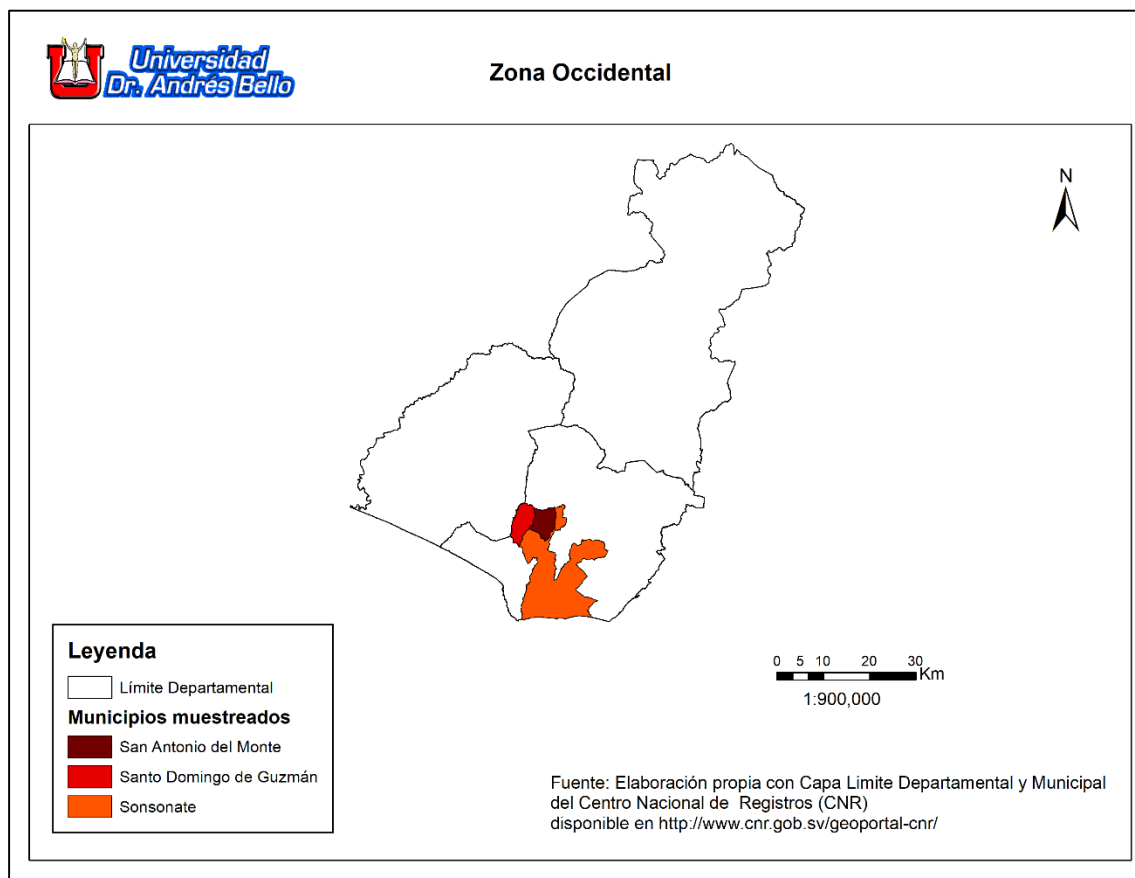 Universidad
Dr. Andrés Bello
Zona Occidental
N
0 5 10 20 30
Km
1:900,000
Leyenda
Límite Departamental
Municipios muestreados
San Antonio del Monte
Santo Domingo de Guzmán
Sonsonate
Fuente: Elaboración propia con Capa Limite Departamental y Municipal
del Centro Nacional de Registros (CNR)
disponible en http://www.cnr.gob.sv/geoportal-cnr/